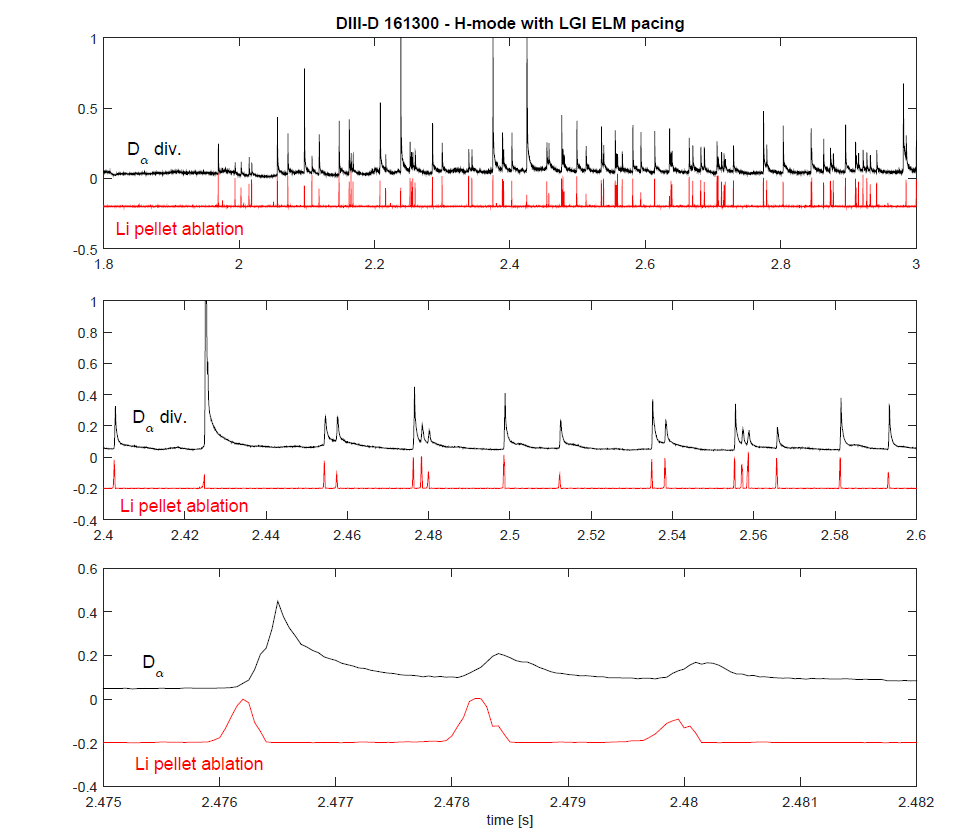 DIII-D 161300 - H-mode with LGI ELM pacing
1
0.5
0
-0.5
Dα div.
Li pellet ablation
1.8 2 2.2 2.4 2.6 2.8 3
1
0.8
0.6
0.4
0.2
0
-0.2
-0.4
Dα div.
Li pellet ablation
2.4 2.42 2.44 2.46 2.48 2.5 2.52 2.54 2.56 2.58 2.6
0.6
0.4
0.2
0
-0.2
-0.4
Dα
Li pellet ablation
2.475 2.476 2.477 2.478 2.479 2.48 2.481 2.482
time [s]